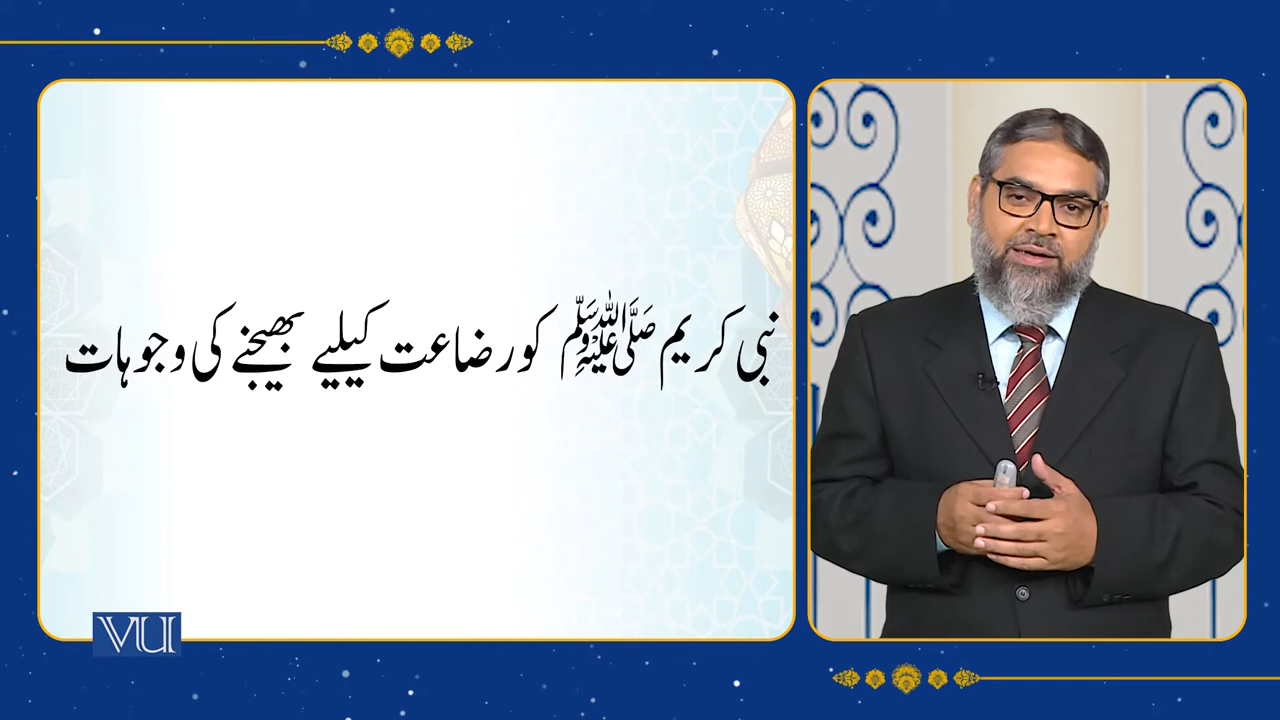 نبی کریم ﷺ کو رضاعت کیلیے بھیجنے کی وجوہات
VU